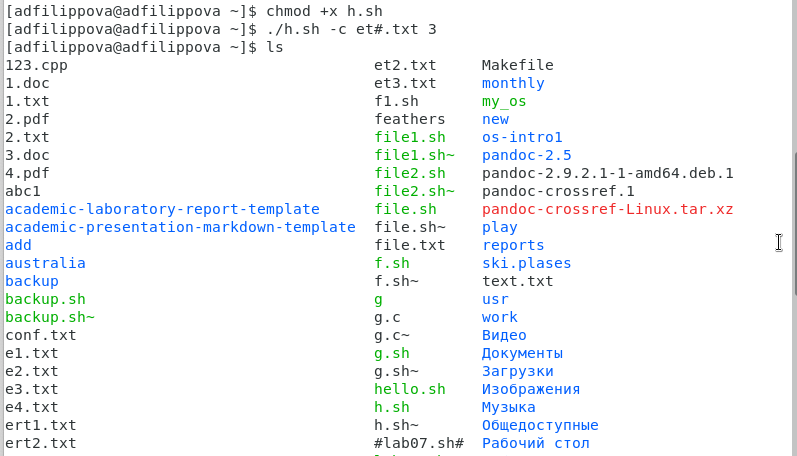 [adfilippova@adfilippova ~]$ chmod +x h.sh
[adfilippova@adfilippova ~]$ ./h.sh -c et#.txt 3
[adfilippova@adfilippova ~]$ ls
123.cpp et2.txt Makefile
1.doc et3.txt monthly
1.txt f1.sh my_os
2.pdf feathers new
2.txt file1.sh os-intro1
3.doc file1.sh~ pandoc-2.5
4.pdf file2.sh pandoc-2.9.2.1-1-amd64.deb.1
abc1 file2.sh~ pandoc-crossref.1
academic-laboratory-report-template file.sh pandoc-crossref-Linux.tar.xz
academic-presentation-markdown-template file.sh~ play
add file.txt reports
australia f.sh ski.plases
backup f.sh~ text.txt
backup.sh g usr
backup.sh~ g.c work
conf.txt g.c~ Видео
e1.txt g.sh Документы
e2.txt g.sh~ Загрузки
e3.txt hello.sh Изображения
e4.txt h.sh Музыка
ert1.txt h.sh~ Общедоступные
ert2.txt #lab07.sh# Рабочий стол